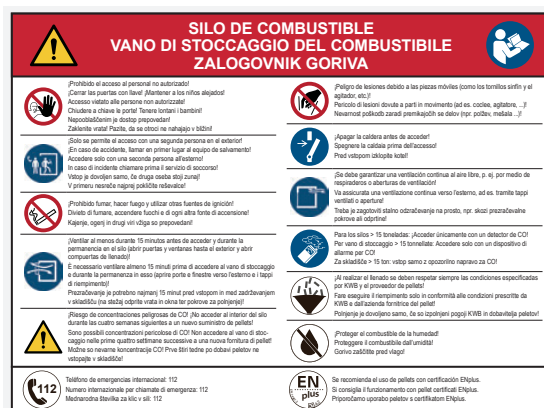 SILO DE COMBUSTIBLE
VANO DI STOCCAGGIO DEL COMBUSTIBILE
ZALOGOVNIK GORIVA
¡Prohibido el acceso al personal no autorizado!
¡Cerrar las puertas con llave! ¡Mantener a los niños alejados!
Accesso vietato alle persone non autorizzate!
Chiudere a chiave le porte! Tenere lontani i bambini!
Nepooblaščenim je dostop prepovedan!
Zaklenite vrata! Pazite, da se otroci ne nahajajo v bližini!
¡Solo se permite el acceso con una segunda persona en el exterior!
¡En caso de accidente, llamar en primer lugar al equipo de salvamento!
Accedere solo con una seconda persona all'esterno!
In caso di incidente chiamare prima il servizio di soccorso!
Vstop je dovoljen samo, če druga oseba stoji zunaj!
V primeru nesreče najprej pokličite reševalce!
¡Prohibido fumar, hacer fuego y utilizar otras fuentes de ignición!
Divieto di fumare, accendere fuochi e di ogni altra fonte di accensione!
Kajenje, ogenj in drugi viri vžiga so prepovedani!
¡Ventilar al menos durante 15 minutos antes de acceder y durante la
permanencia en el silo (abrir puertas y ventanas hasta el exterior y abrir
compuertas de llenado)!
È necessario ventilare almeno 15 minuti prima di accedere al vano di stoccaggio
e durante la permanenza in esso (aprire porte e finestre verso l'esterno e i tappi
di riempimento)!
Prezračevanje je potrebno najmanj 15 minut pred vstopom in med zadrževanjem
v skladišču (na stežaj odprite vrata in okna ter pokrove za polnjenje)!
¡Riesgo de concentraciones peligrosas de CO! ¡No acceder al interior del silo
durante las cuatro semanas siguientes a un nuevo suministro de pellets!
Sono possibili concentrazioni pericolose di CO! Non accedere al vano di stoc-
caggio nelle prime quattro settimane successive a una nuova fornitura di pellet!
Možne so nevarne koncentracije CO! Prve štiri tedne po dobavi peletov ne
vstopajte v skladišče!
¡Peligro de lesiones debido a las piezas móviles (como los tornillos sinfín y el
agitador, etc.)!
Pericolo di lesioni dovute a parti in movimento (ad es. coclee, agitatore, ...)!
Nevarnost poškodb zaradi premikajočih se delov (npr. polžev, mešala ...)!
¡Apagar la caldera antes de acceder!
Spegnere la caldaia prima dell'accesso!
Pred vstopom izklopite kotel!
¡Se debe garantizar una ventilación continua al aire libre, p. ej. por medio de
respiraderos o aberturas de ventilación!
Va assicurata una ventilazione continua verso l'esterno, ad es. tramite tappi
ventilati o aperture!
Treba je zagotoviti stalno odzračevanje na prosto, npr. skozi prezračevalne
pokrove ali odprtine!
Para los silos > 15 toneladas: ¡Acceder únicamente con un detector de CO!
Per vano di stoccaggio > 15 tonnellate: Accedere solo con un dispositivo di
allarme per CO!
Za skladišče > 15 ton: vstop samo z opozorilno napravo za CO!
¡Al realizar el llenado se deben respetar siempre las condiciones especificadas
por KWB y el proveedor de pellets!
Fare eseguire il riempimento solo in conformità alle condizioni prescritte da
KWB e dall'azienda fornitrice del pellet!
Polnjenje je dovoljeno samo, če so izpolnjeni pogoji KWB in dobavitelja peletov!
¡Proteger el combustible de la humedad!
Proteggere il combustibile dall'umidità!
Gorivo zaščitite pred vlago!
112
Teléfono de emergencias internacional: 112
Numero internazionale per chiamate di emergenza: 112
Mednarodna številka za klic v sili: 112
EN
plus
Se recomienda el uso de pellets con certificación ENplus.
Si consiglia il funzionamento con pellet certificati ENplus.
Priporočamo uporabo peletov s certifikatom ENplus.